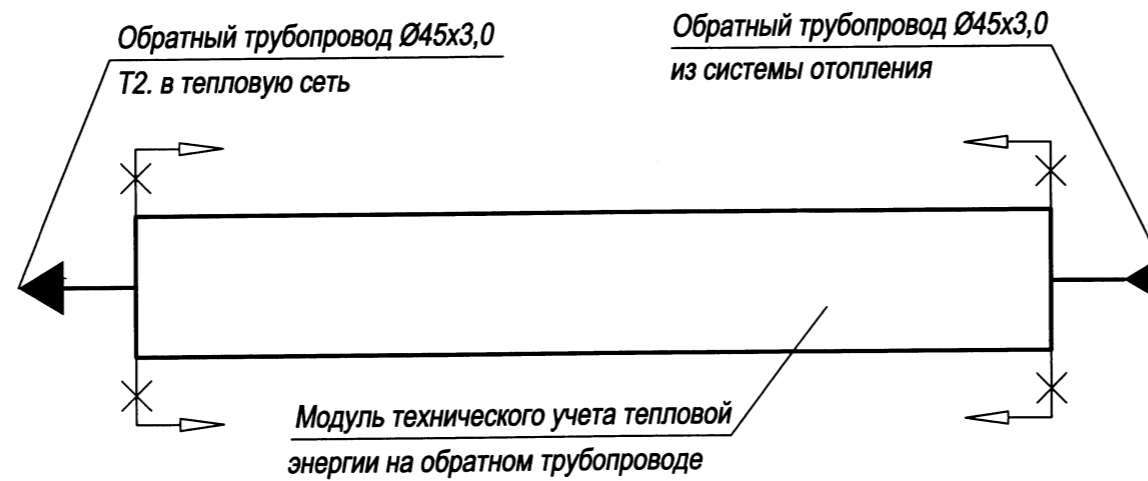 Обратный трубопровод Ø45х3,0
Т2. в тепловую сеть
Обратный трубопровод Ø45х3,0
из системы отопления
Модуль технического учета тепловой
энергии на обратном трубопроводе